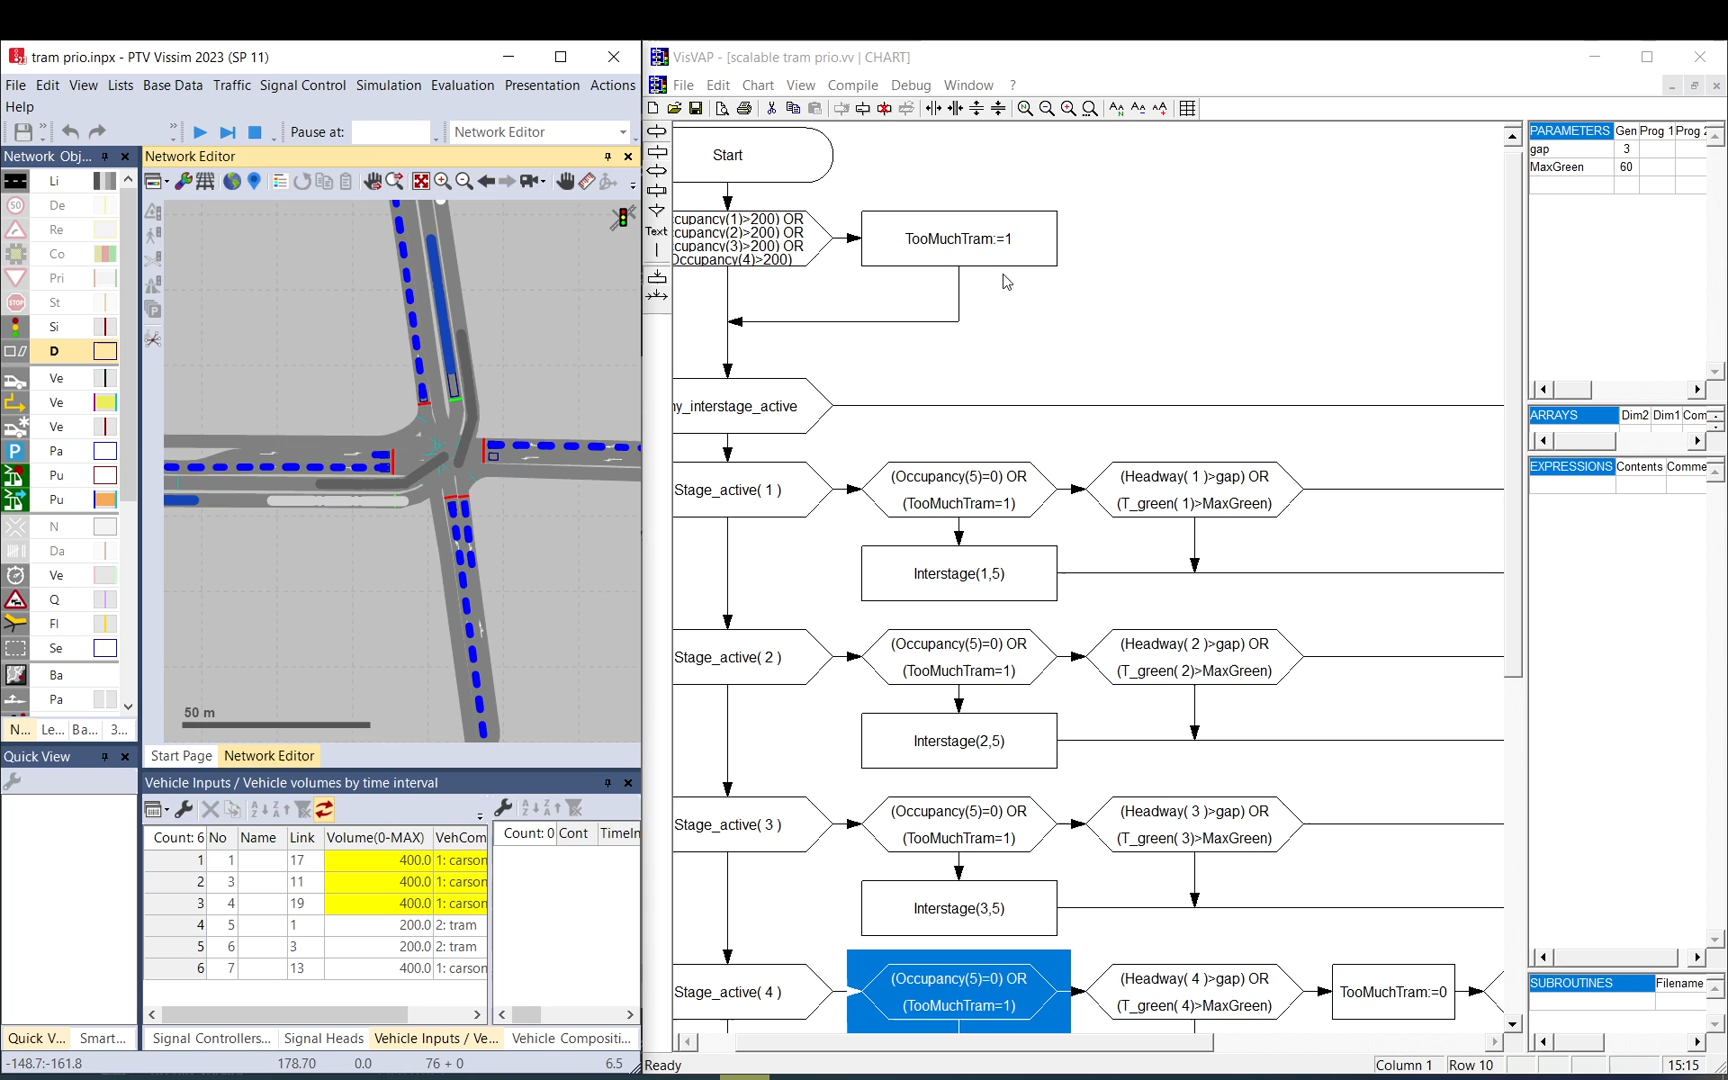 tram prio.inpx - PTV Vissim 2023 (SP 11)
File Edit View Lists Base Data Traffic Signal Control Simulation Evaluation Presentation Actions
Help
Pause at:
Network Editor
Network Obj...
Li
De
Re
Co
Pri
St
Si
D
Ve
Ve
Ve
Pa
Pu
Pu
N
Da
Ve
Q
Fl
Se
Ba
Pa
N... Le... Ba... 3...
Network Editor
50 m
Start Page Network Editor
Quick View
Quick V... Smart...
Vehicle Inputs / Vehicle volumes by time interval
Count: 6 No Name Link Volume(0-MAX) VehCom
1 1 17 400.0 1: carson
2 3 11 400.0 1: carson
3 4 19 400.0 1: carson
4 5 1 200.0 2: tram
5 6 3 200.0 2: tram
6 7 13 400.0 1: carson
Count: 0 Cont TimeIn
Signal Controllers... Signal Heads Vehicle Inputs / Ve... Vehicle Compositi...
-148.7:-161.8 178.70 0.0 76 + 0 6.5
VisVAP - [scalable tram prio.vv | CHART]
File Edit Chart View Compile Debug Window ?
Text
Start
ccupancy(1)>200) OR
ccupancy(2)>200) OR
ccupancy(3)>200) OR
Occupancy(4)>200)
TooMuchTram:=1
ny_interstage_active
Stage_active( 1 )
(Occupancy(5)=0) OR
(TooMuchTram=1)
(Headway( 1 )>gap) OR
(T_green( 1)>MaxGreen)
Interstage(1,5)
Stage_active( 2 )
(Occupancy(5)=0) OR
(TooMuchTram=1)
(Headway( 2 )>gap) OR
(T_green( 2)>MaxGreen)
Interstage(2,5)
Stage_active( 3 )
(Occupancy(5)=0) OR
(TooMuchTram=1)
(Headway( 3 )>gap) OR
(T_green( 3)>MaxGreen)
Interstage(3,5)
Stage_active( 4 )
(Occupancy(5)=0) OR
(TooMuchTram=1)
(Headway( 4 )>gap) OR
(T_green( 4)>MaxGreen)
TooMuchTram:=0
PARAMETERS Gen Prog 1 Prog 2
gap 3
MaxGreen 60
ARRAYS Dim2 Dim1 Com
EXPRESSIONS Contents Comme
SUBROUTINES Filename
Ready
Column 1 Row 10 15:15